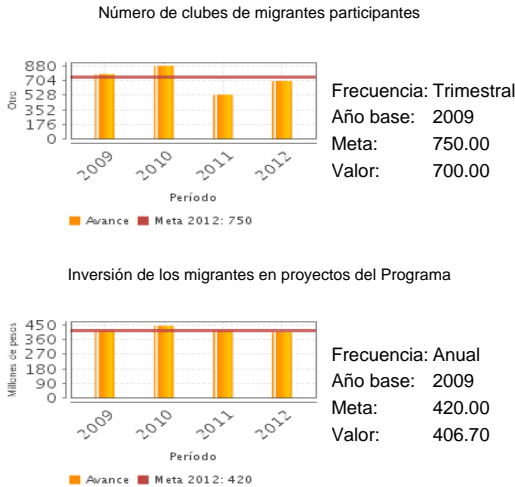 Número de clubes de migrantes participantes
Otro
880
704
528
352
176
0
2009
2010
2011
2012
Período
Avance
Meta 2012: 750
Frecuencia: Trimestral
Año base: 2009
Meta: 750.00
Valor: 700.00
Inversión de los migrantes en proyectos del Programa
Millones de pesos
450
360
270
180
90
0
2009
2010
2011
2012
Período
Avance
Meta 2012: 420
Frecuencia: Anual
Año base: 2009
Meta: 420.00
Valor: 406.70